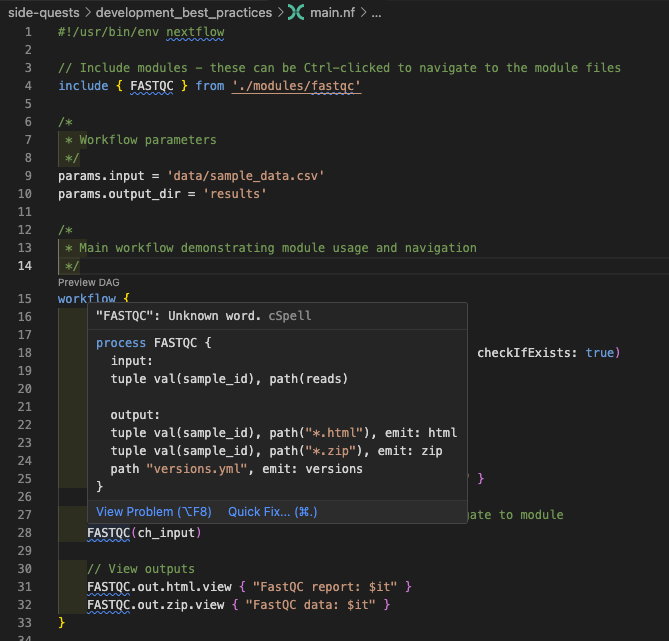 side-quests > development_best_practices > main.nf > ...
1 #!/usr/bin/env nextflow
2
3 // Include modules - these can be Ctrl-clicked to navigate to the module files
4 include { FASTQC } from './modules/fastqc'
5
6 /*
7 * Workflow parameters
8 */
9 params.input = 'data/sample_data.csv'
10 params.output_dir = 'results'
11
12 /*
13 * Main workflow demonstrating module usage and navigation
14 */
Preview DAG
15 workflow {
16 "FASTQC": Unknown word. cSpell
17 process FASTQC {
input:
18 tuple val(sample_id), path(reads) checkIfExists: true)
19
20
21 output:
22 tuple val(sample_id), path("*.html"), emit: html
23 tuple val(sample_id), path("*.zip"), emit: zip
24 path "versions.yml", emit: versions
25 } ' }
26 View Problem (⌥F8) Quick Fix... (⌘.)
27 gate to module
28 FASTQC(ch_input)
29
30 // View outputs
31 FASTQC.out.html.view { "FastQC report: $it" }
32 FASTQC.out.zip.view { "FastQC data: $it" }
33 }
34